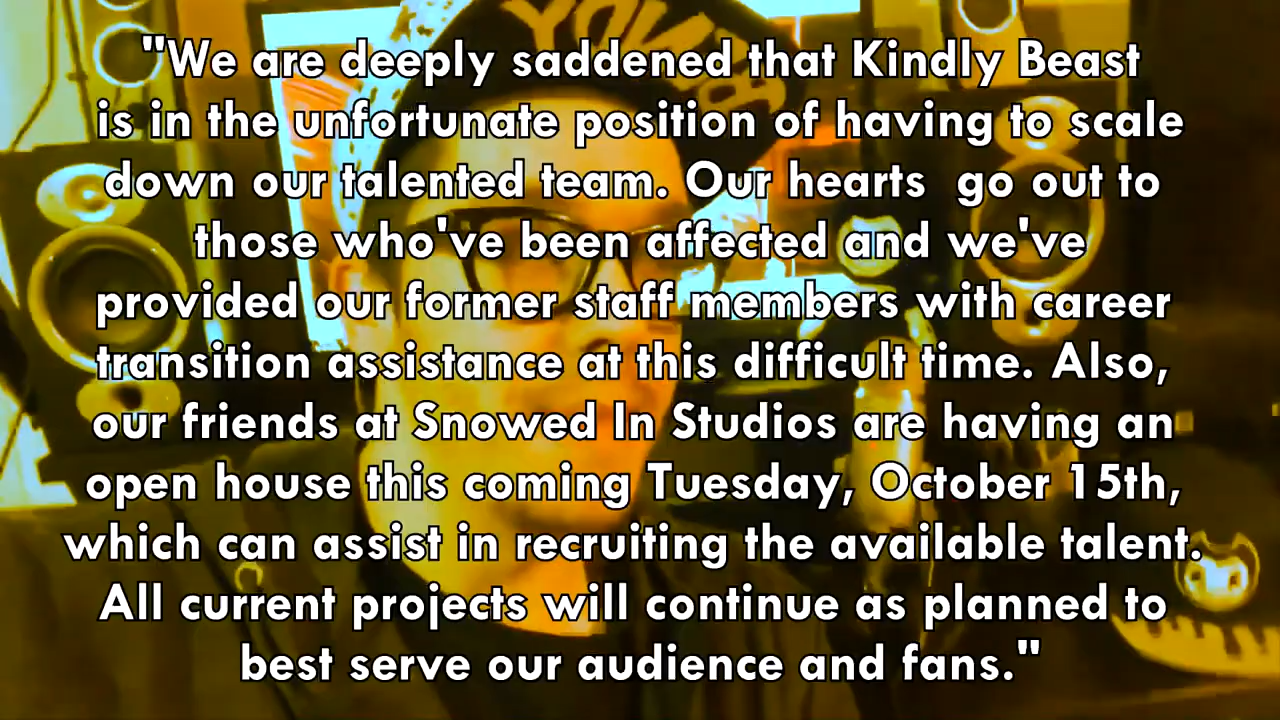 "We are deeply saddened that Kindly Beast
is in the unfortunate position of having to scale
down our talented team. Our hearts  go out to
those who've been affected and we've
provided our former staff members with career
transition assistance at this difficult time. Also,
our friends at Snowed In Studios are having an
open house this coming Tuesday, October 15th,
which can assist in recruiting the available talent.
All current projects will continue as planned to
best serve our audience and fans."